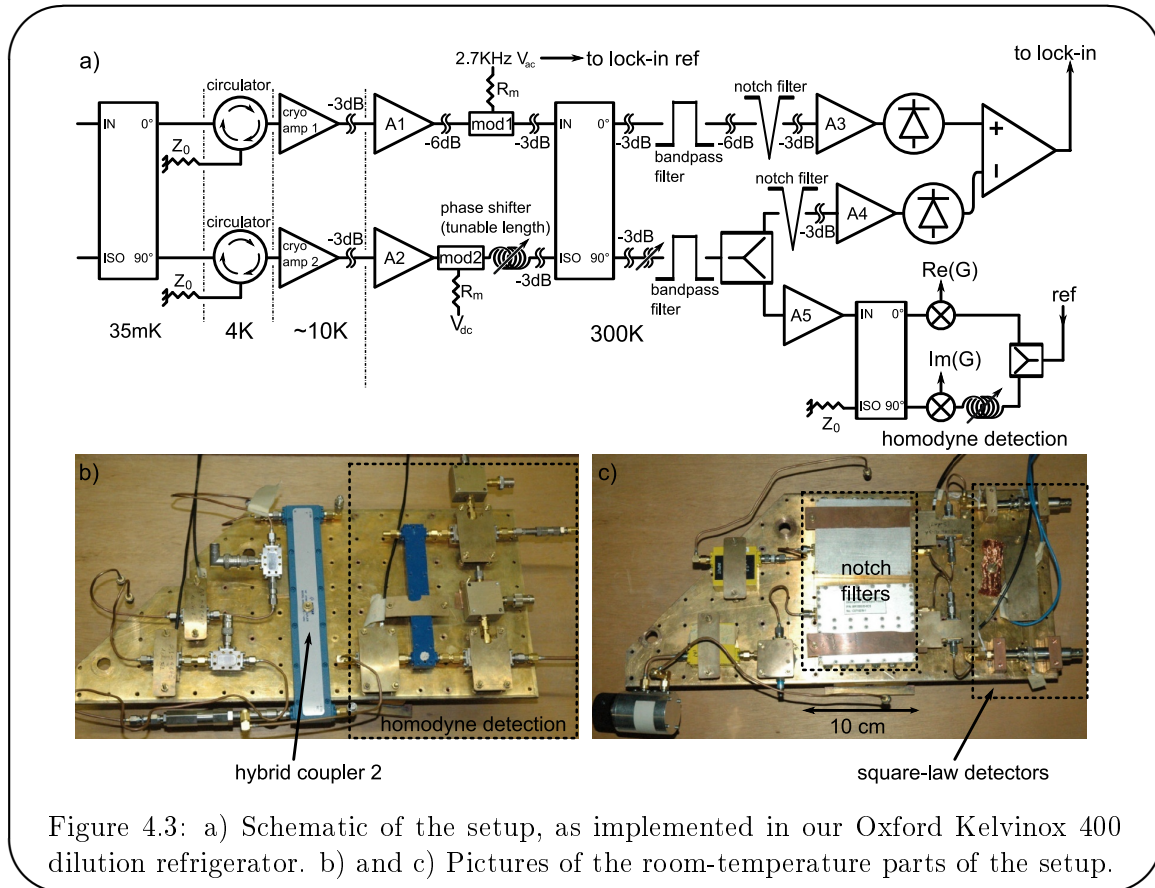 a)
2.7KHz V_ac → to lock-in ref
to lock-in
circulator
cryo amp 1
-3dB
A1
-6dB
R_m
mod1
-3dB
IN 0°
ISO 90°
Z_0
IN 0°
ISO 90°
-3dB
bandpass filter
-6dB
notch filter
-3dB
A3
+
−
notch filter
-3dB
A4
circulator
Z_0
cryo amp 2
-3dB
A2
phase shifter (tunable length)
mod2
-3dB
R_m
V_dc
-3dB
bandpass filter
A5
IN 0°
ISO 90°
Z_0
Re(G)
Im(G)
ref
homodyne detection
35mK
4K
~10K
300K
b)
homodyne detection
hybrid coupler 2
c)
notch filters
10 cm
square-law detectors
Figure 4.3: a) Schematic of the setup, as implemented in our Oxford Kelvinox 400
dilution refrigerator. b) and c) Pictures of the room-temperature parts of the setup.